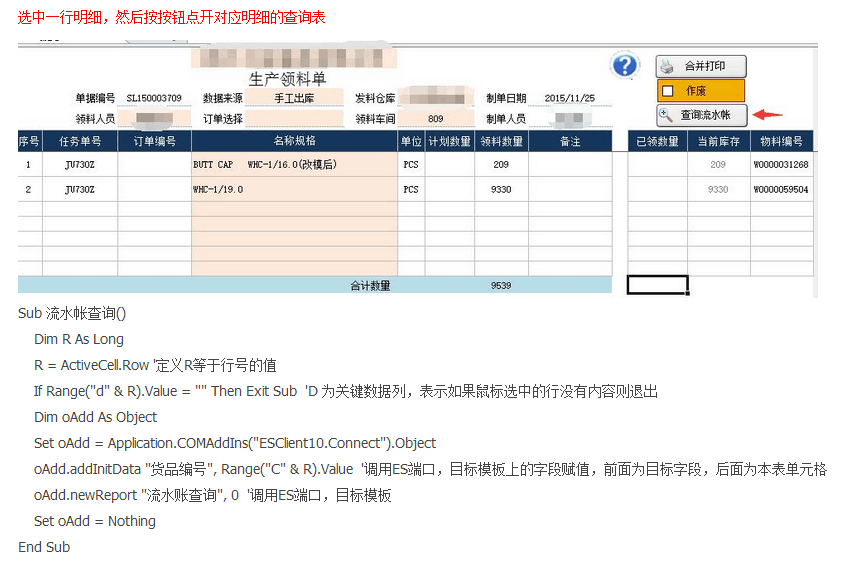 选中一行明细，然后按按钮点开对应明细的查询表
生产领料单
合并打印
作废
查询流水帐
单据编号 SL150003709 数据来源 手工出库 发料仓库 制单日期 2015/11/25
领料人员 订单选择 领料车间 809 制单人员
序号 任务单号 订单编号 名称规格 单位 计划数量 领料数量 备注 已领数量 当前库存 物料编号
1 JU730Z BUTT CAP WHC-1/16.0(改模后) PCS 209 209 W0000031268
2 JU730Z WHC-1/19.0 PCS 9330 9330 W0000059504
合计数量 9539
Sub 流水帐查询()
Dim R As Long
R = ActiveCell.Row '定义R等于行号的值
If Range("d" & R).Value = "" Then Exit Sub 'D 为关键数据列，表示如果鼠标选中的行没有内容则退出
Dim oAdd As Object
Set oAdd = Application.COMAddIns("ESClient10.Connect").Object
oAdd.addInitData "货品编号", Range("C" & R).Value '调用ES端口，目标模板上的字段赋值，前面为目标字段，后面为本表单元格
oAdd.newReport "流水账查询", 0 '调用ES端口，目标模板
Set oAdd = Nothing
End Sub